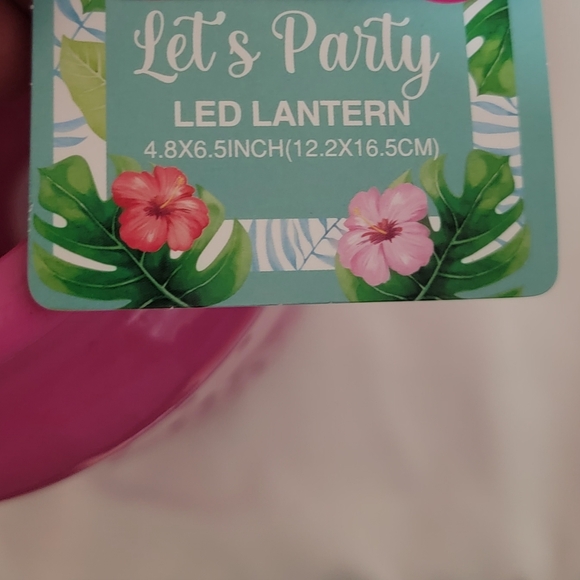 Let's Party
LED LANTERN
4.8X6.5INCH(12.2X16.5CM)